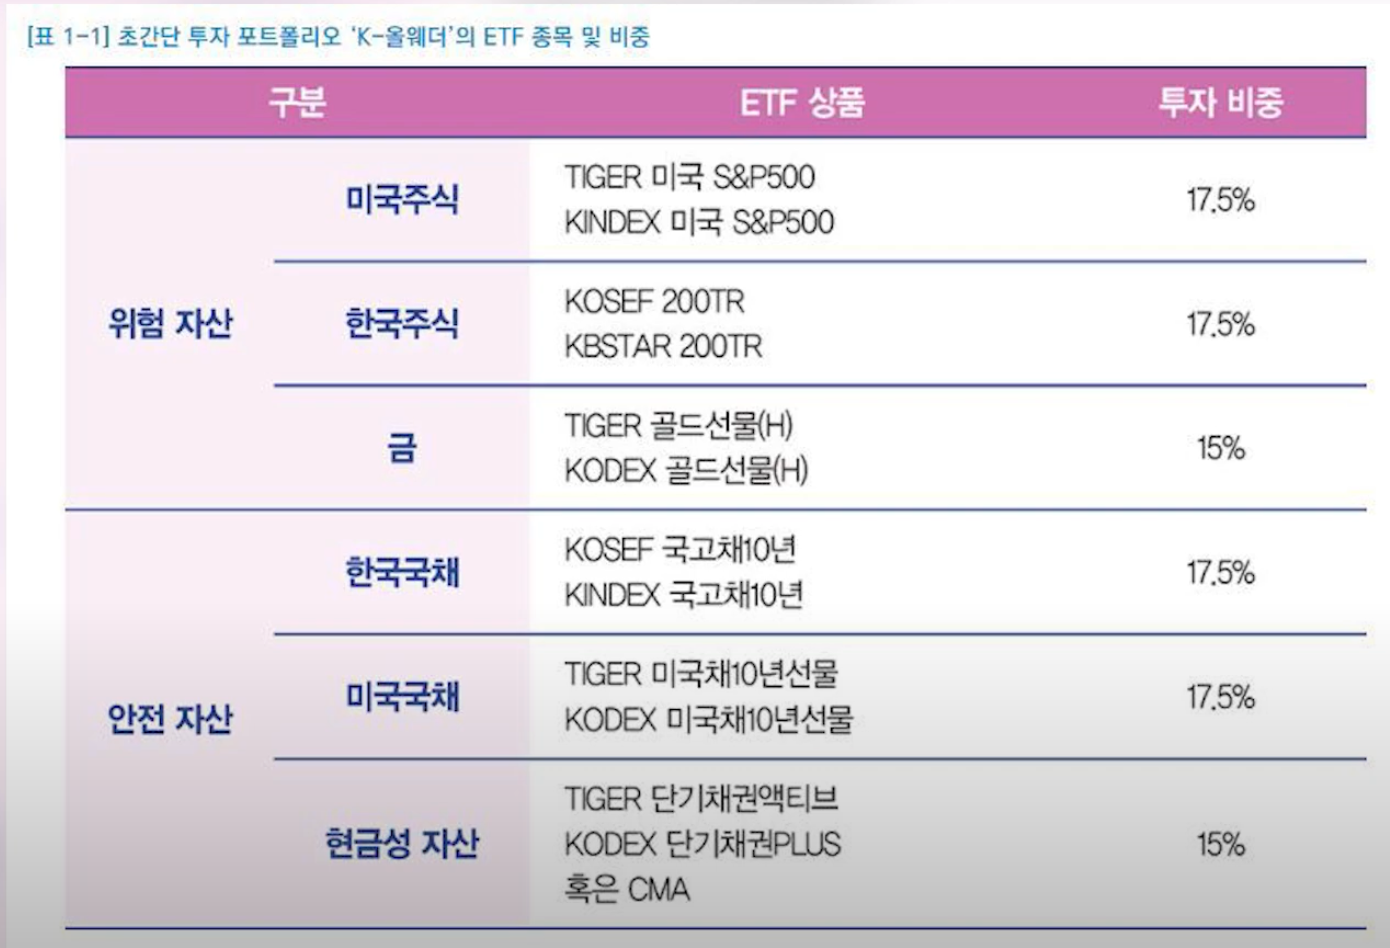 [표 1-1] 초간단 투자 포트폴리오 ‘K-올웨더’의 ETF 종목 및 비중
구분 ETF 상품 투자 비중
위험 자산
미국주식
TIGER 미국 S&P500
KINDEX 미국 S&P500
17.5%
한국주식
KOSEF 200TR
KBSTAR 200TR
17.5%
금
TIGER 골드선물(H)
KODEX 골드선물(H)
15%
안전 자산
한국국채
KOSEF 국고채10년
KINDEX 국고채10년
17.5%
미국국채
TIGER 미국채10년선물
KODEX 미국채10년선물
17.5%
현금성 자산
TIGER 단기채권액티브
KODEX 단기채권PLUS
혹은 CMA
15%